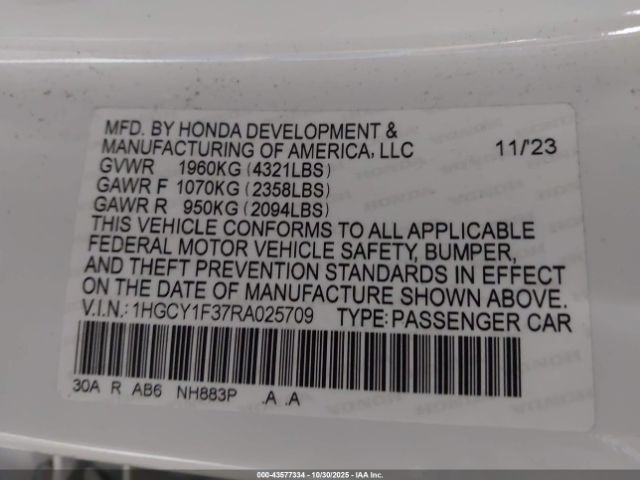 MFD. BY HONDA DEVELOPMENT &
MANUFACTURING OF AMERICA, LLC 11/'23
GVWR 1960KG (4321LBS)
GAWR F 1070KG (2358LBS)
GAWR R 950KG (2094LBS)
THIS VEHICLE CONFORMS TO ALL APPLICABLE
FEDERAL MOTOR VEHICLE SAFETY, BUMPER,
AND THEFT PREVENTION STANDARDS IN EFFECT
ON THE DATE OF MANUFACTURE SHOWN ABOVE.
V.I.N.: 1HGCY1F37RA025709 TYPE:PASSENGER CAR
30A R AB6 NH883P .A .A
000-43577334 - 10/30/2025 - IAA Inc.